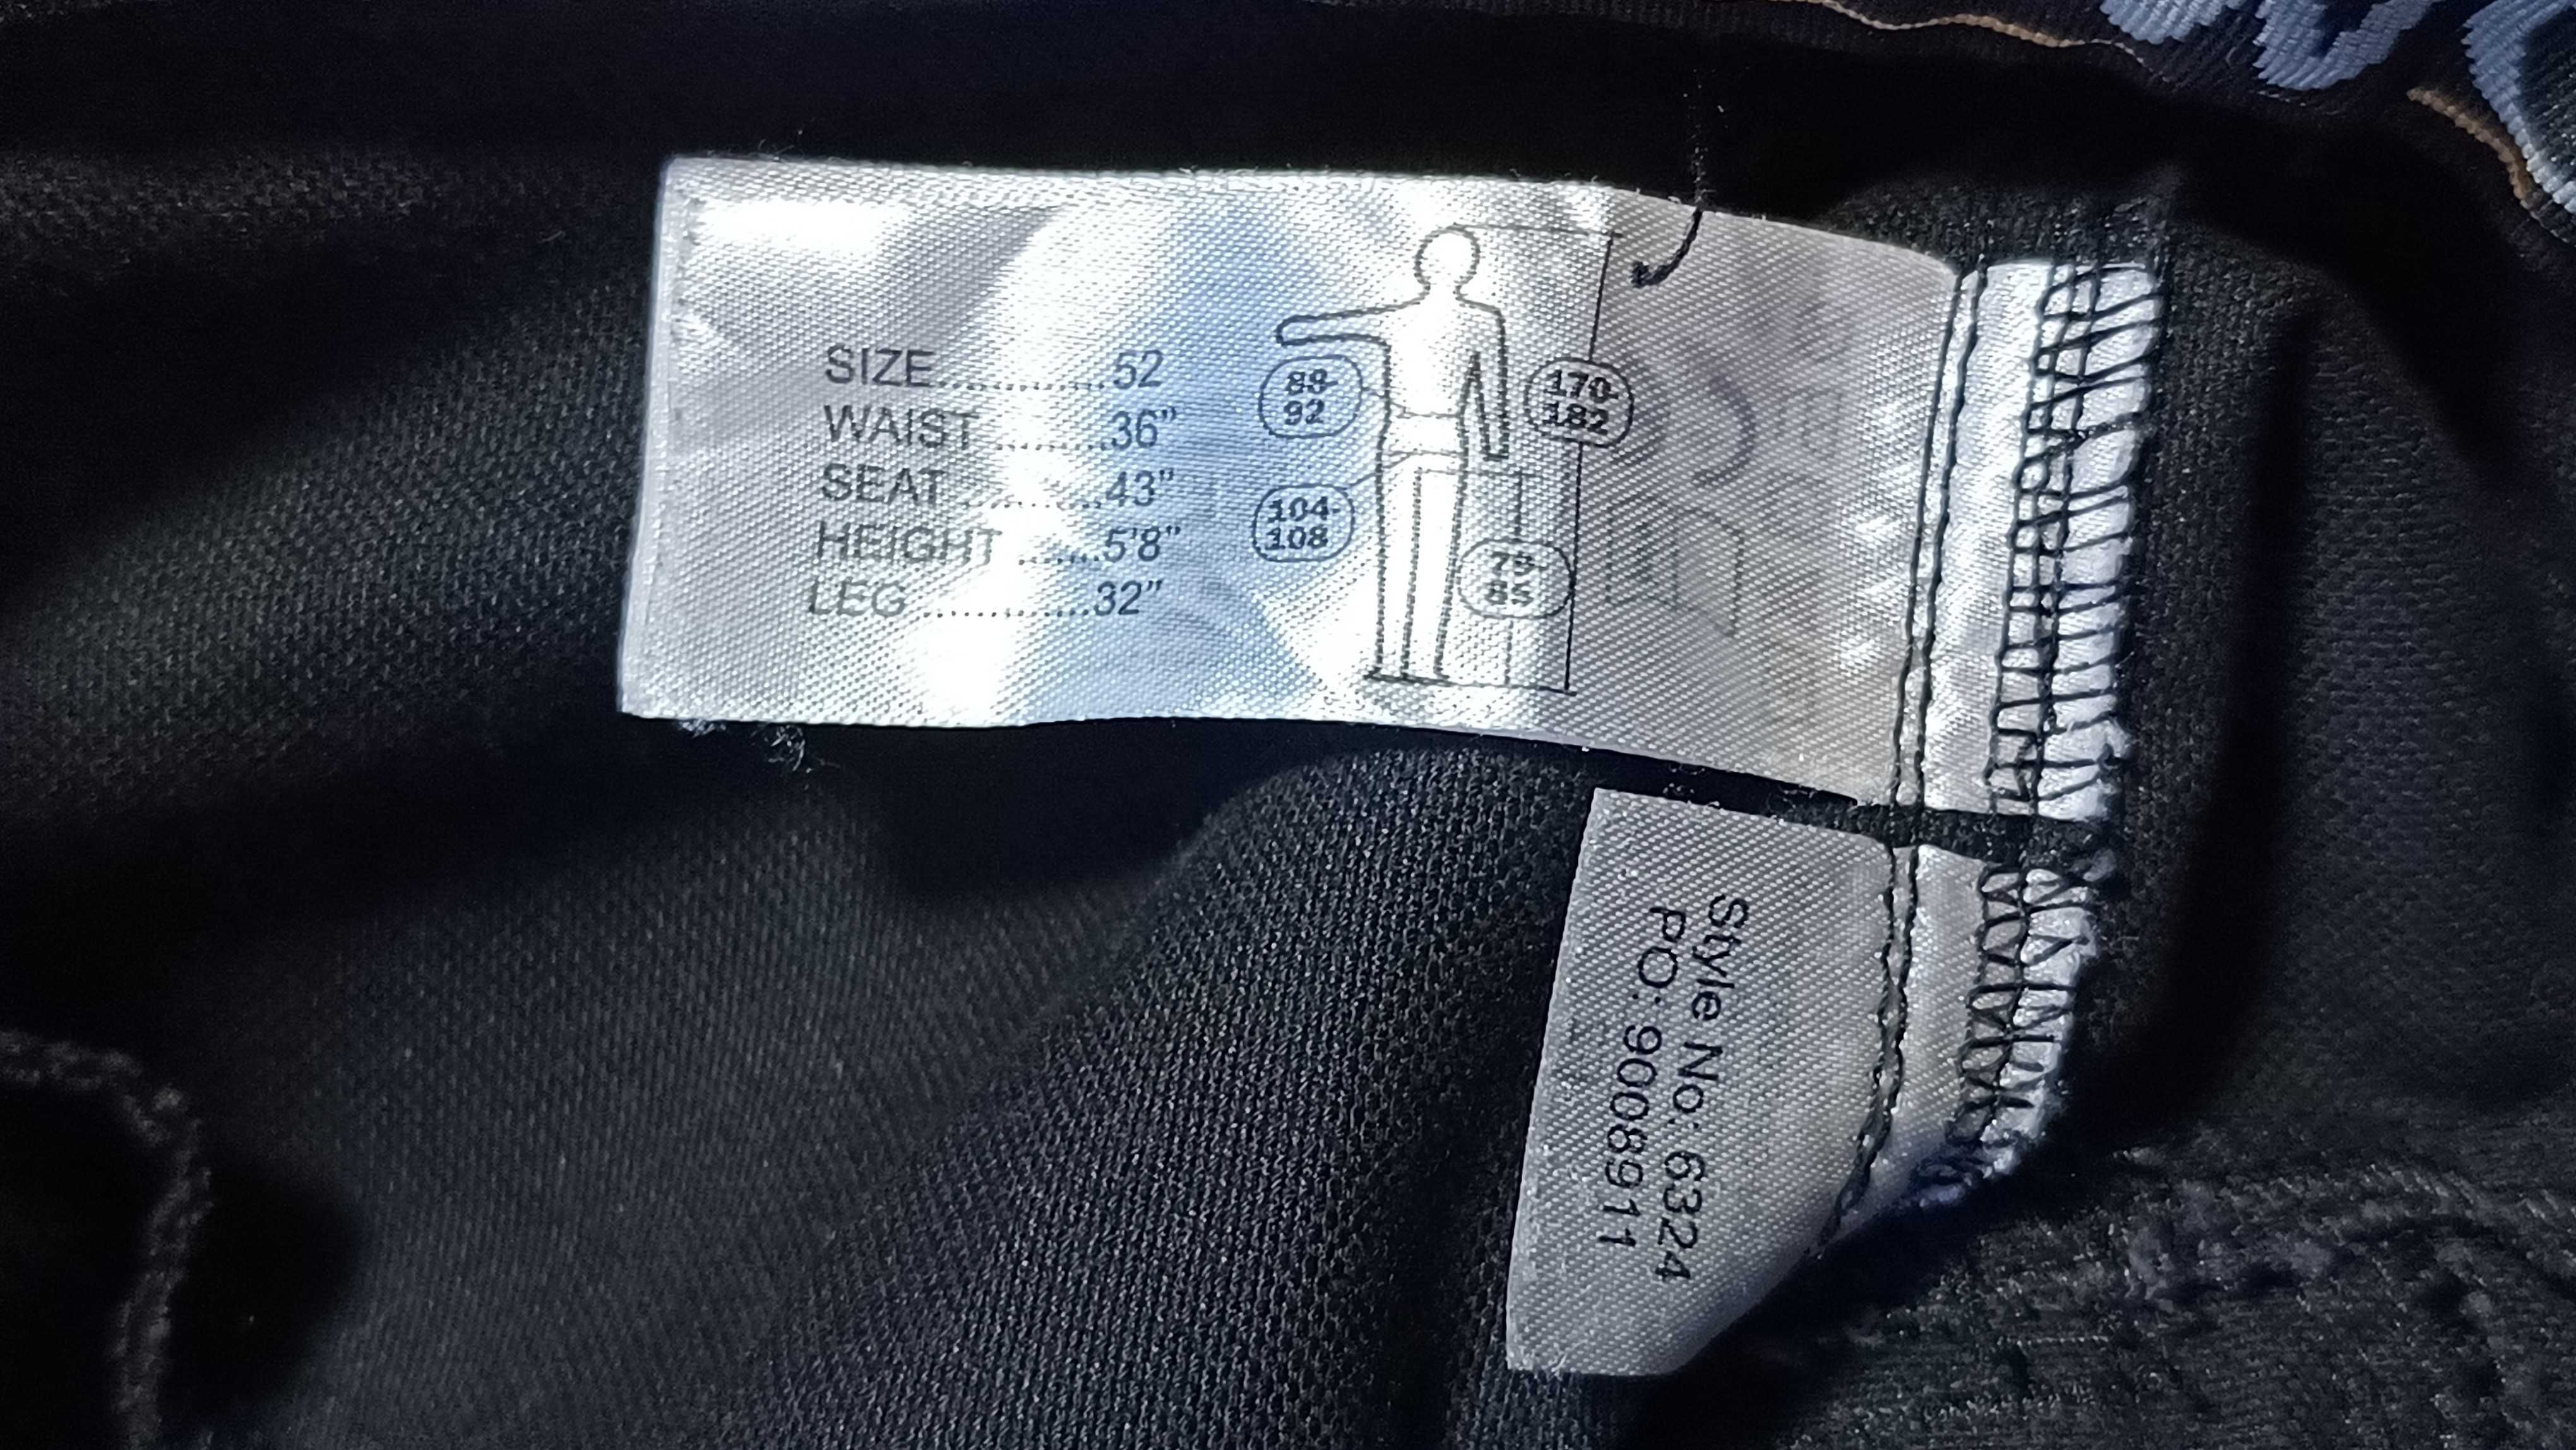 SIZE..............52
WAIST ..........36"
SEAT ............43"
HEIGHT .......5'8"
LEG ..............32"
88-
92
170-
182
104-
108
79-
85
Style No.: 6324
PO: 9008911